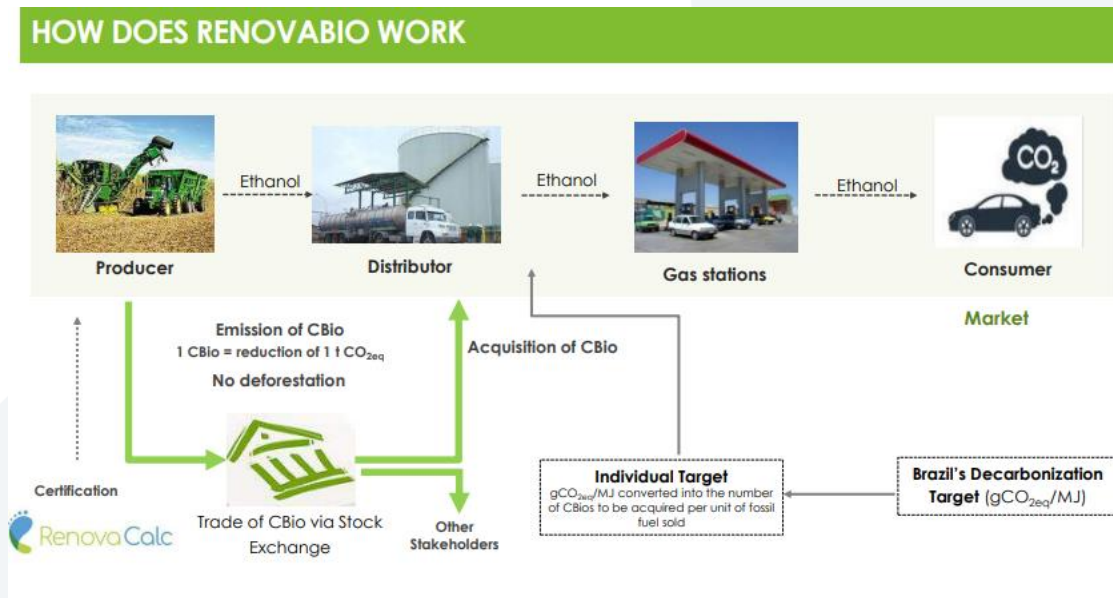 HOW DOES RENOVABIO WORK
Ethanol
Ethanol
Ethanol
CO₂
Producer
Distributor
Gas stations
Consumer
Market
Emission of CBio
1 CBio = reduction of 1 t CO₂eq
No deforestation
Acquisition of CBio
Certification
RenovaCalc
Trade of CBio via Stock
Exchange
Other
Stakeholders
Individual Target
gCO₂eq/MJ converted into the number
of CBios to be acquired per unit of fossil
fuel sold
Brazil's Decarbonization
Target (gCO₂eq/MJ)